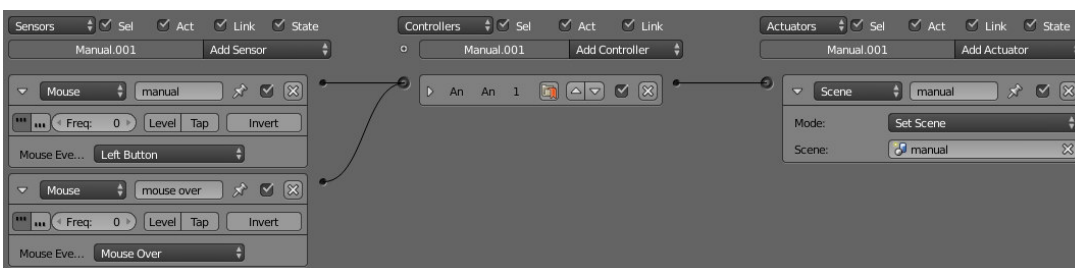 Sensors Sel Act Link State Controllers Sel Act Link Actuators Sel Act Link State
Manual.001 Add Sensor Manual.001 Add Controller Manual.001 Add Actuator
Mouse manual An An 1 Scene manual
Freq: 0 Level Tap Invert Mode: Set Scene
Mouse Eve... Left Button Scene: manual
Mouse mouse over
Freq: 0 Level Tap Invert
Mouse Eve... Mouse Over